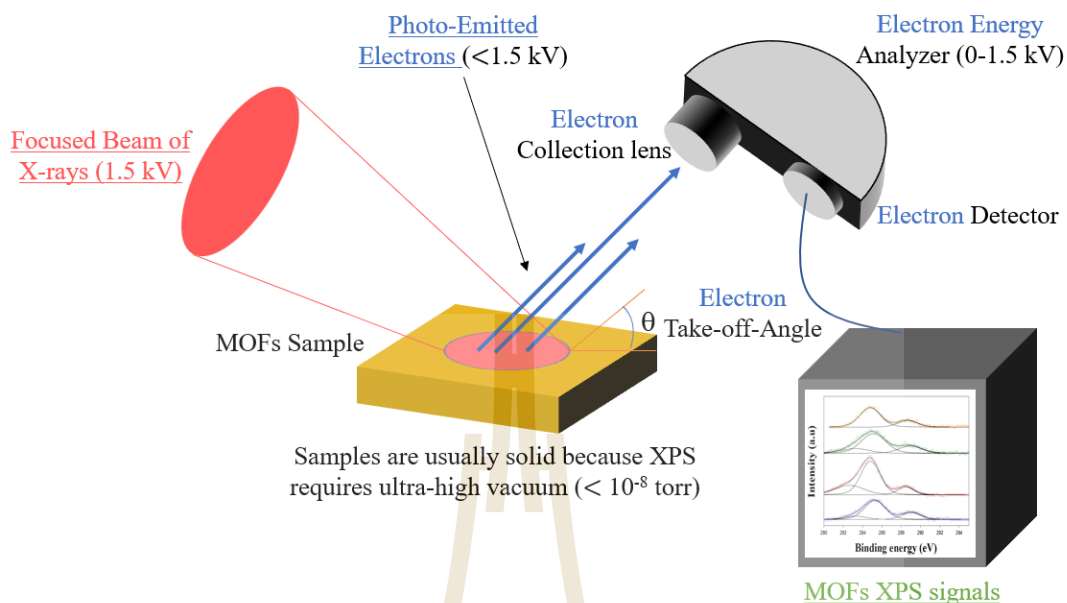 Photo-Emitted
Electrons (<1.5 kV)
Electron Energy
Analyzer (0-1.5 kV)
Focused Beam of
X-rays (1.5 kV)
Electron
Collection lens
Electron Detector
Electron
Take-off-Angle
θ
MOFs Sample
Samples are usually solid because XPS
requires ultra-high vacuum (< 10⁻⁸ torr)
Intensity (a.u)
Binding energy (eV)
MOFs XPS signals